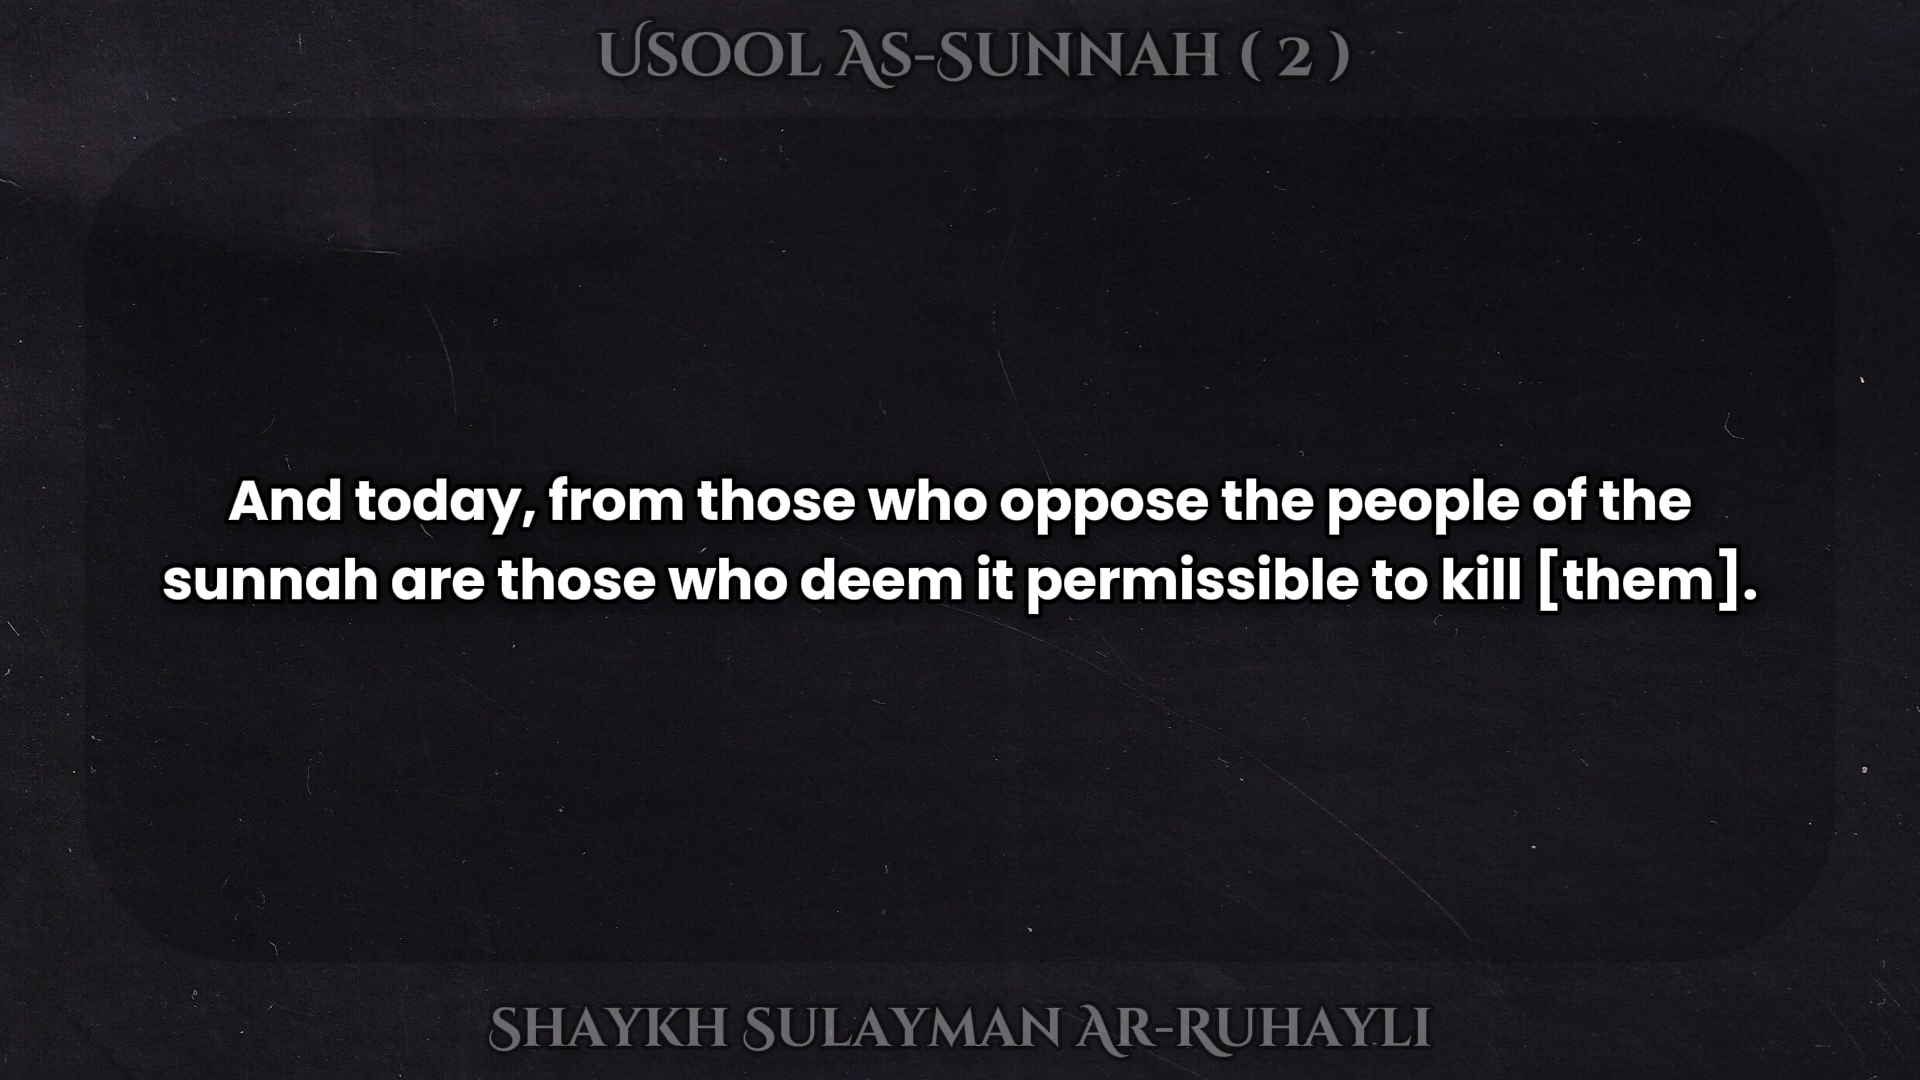 Usool As-Sunnah ( 2 )
And today, from those who oppose the people of the
sunnah are those who deem it permissible to kill [them].
Shaykh Sulayman Ar-Ruhayli